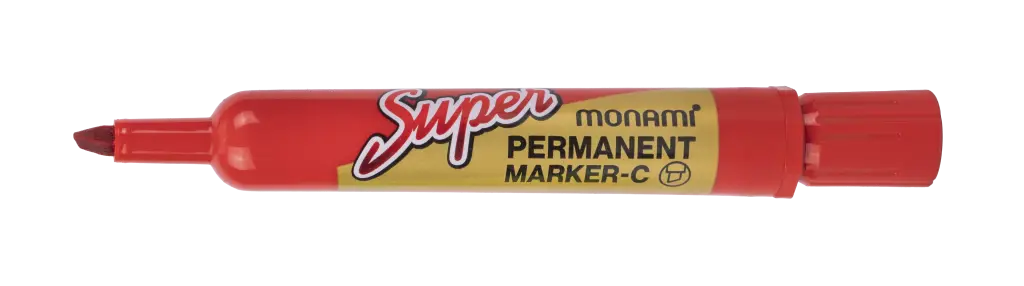 Super
monami
PERMANENT
MARKER-C